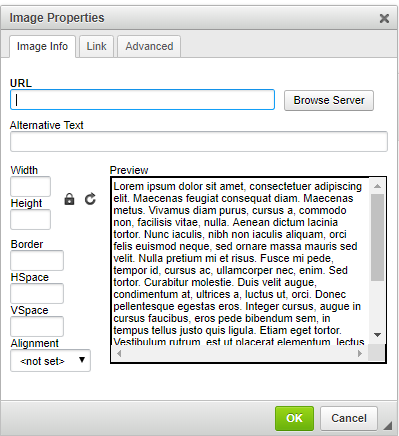 Image Properties
Image Info
Link
Advanced
URL
Browse Server
Alternative Text
Width
Height
Border
HSpace
VSpace
Alignment
<not set>
Preview
Lorem ipsum dolor sit amet, consectetuer adipiscing
elit. Maecenas feugiat consequat diam. Maecenas
metus. Vivamus diam purus, cursus a, commodo
non, facilisis vitae, nulla. Aenean dictum lacinia
tortor. Nunc iaculis, nibh non iaculis aliquam, orci
felis euismod neque, sed ornare massa mauris sed
velit. Nulla pretium mi et risus. Fusce mi pede,
tempor id, cursus ac, ullamcorper nec, enim. Sed
tortor. Curabitur molestie. Duis velit augue,
condimentum at, ultrices a, luctus ut, orci. Donec
pellentesque egestas eros. Integer cursus, augue in
cursus faucibus, eros pede bibendum sem, in
tempus tellus justo quis ligula. Etiam eget tortor.
Vestibulum rutrum, est ut placerat elementum, lectus
OK
Cancel